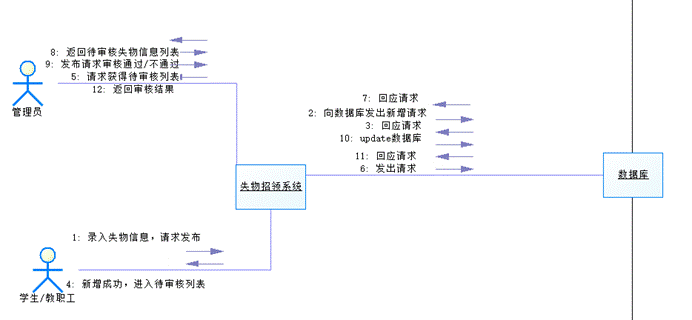 8: 返回待审核失物信息列表
9: 发布请求审核通过/不通过
5: 请求获得待审核列表
12: 返回审核结果
管理员
7: 回应请求
2: 向数据库发出新增请求
3: 回应请求
10: update数据库
11: 回应请求
6: 发出请求
失物招领系统
数据库
1: 录入失物信息，请求发布
4: 新增成功，进入待审核列表
学生/教职工